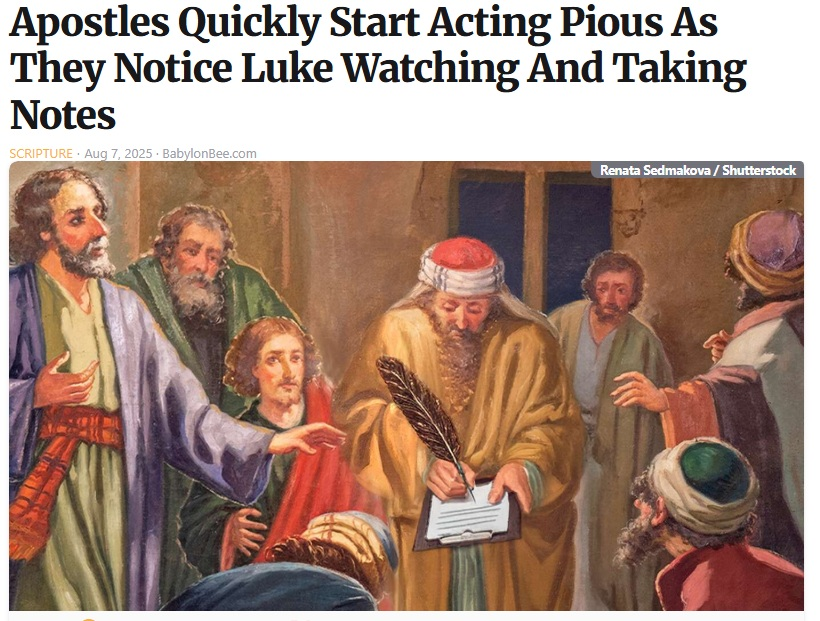 Apostles Quickly Start Acting Pious As
They Notice Luke Watching And Taking
Notes
SCRIPTURE · Aug 7, 2025 · BabylonBee.com
Renata Sedmakova / Shutterstock